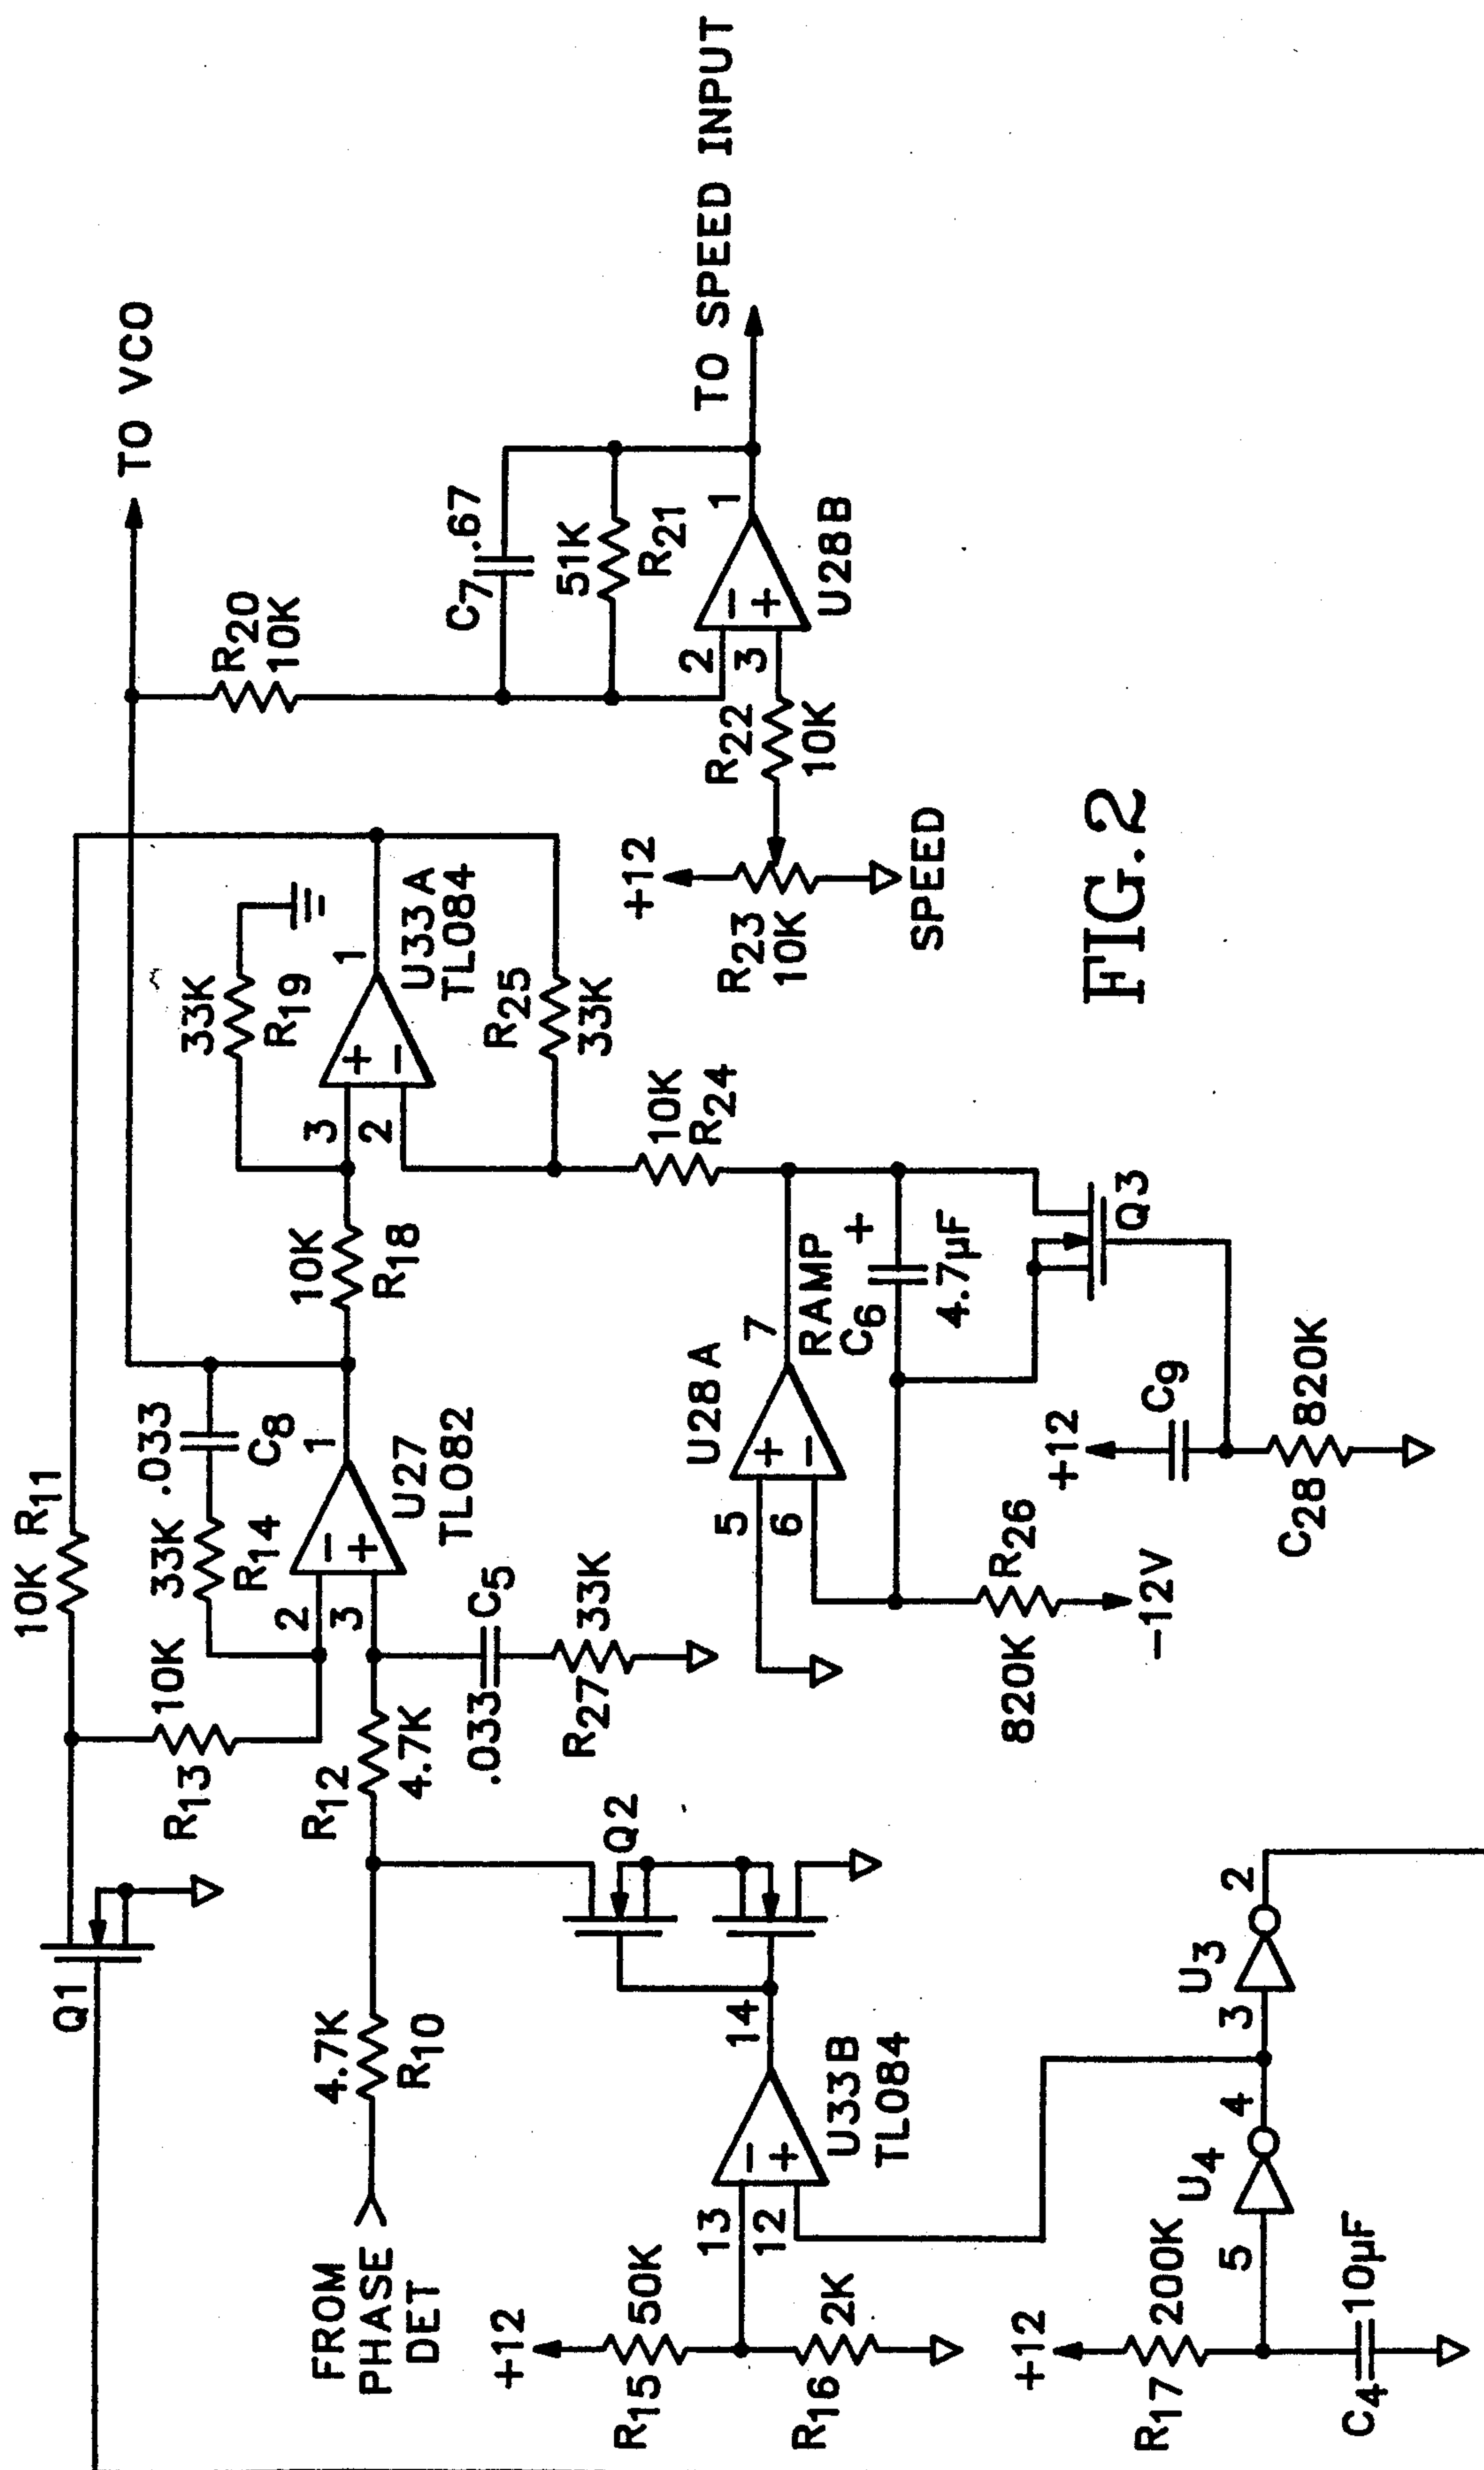 Q1
10K R11
10K
R13
33K
R14
.033
C8
2
3
1
U27
TL082
FROM
PHASE
DET
4.7K
R10
R12
4.7K
.033
C5
R27
33K
10K
R18
33K
R19
3
2
1
U33A
TL084
R25
33K
10K
R24
TO VCO
R20
10K
C7
.67
51K
R21
2
3
1
U28B
TO SPEED INPUT
R22
10K
+12
R23
10K
SPEED
Q2
+12
R15
50K
R16
2K
13
12
14
U33B
TL084
U28A
5
6
7
RAMP
C6
+
4.7µF
820K
R26
-12V
Q3
+12
C9
C28
820K
+12
R17
200K
C4
10µF
5
U4
4
3
U3
2
FIG.2